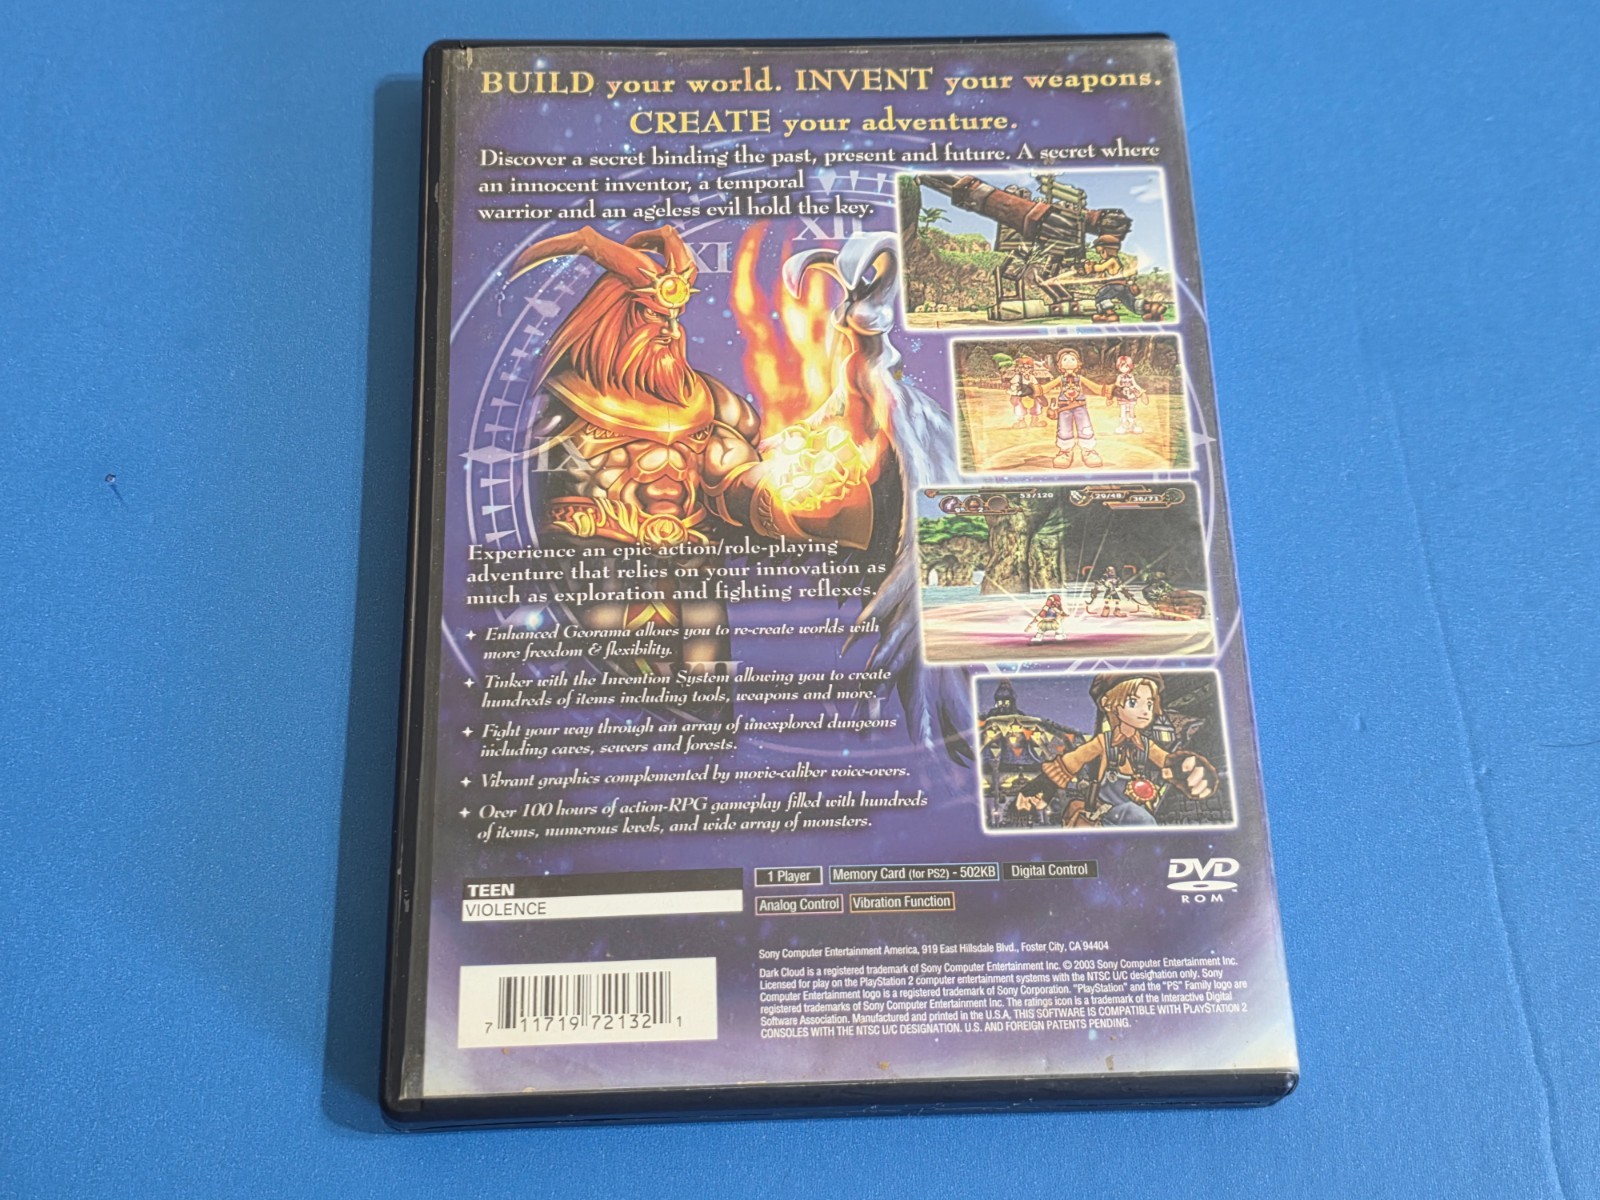 BUILD your world. INVENT your weapons.
CREATE your adventure.
Discover a secret binding the past, present and future. A secret where
an innocent inventor, a temporal
warrior and an ageless evil hold the key.
XII
XI
IX
53/120
29/48
36/71
Experience an epic action/role-playing
adventure that relies on your innovation as
much as exploration and fighting reflexes.
Enhanced Georama allows you to re-create worlds with
more freedom & flexibility.
VII
VI
Tinker with the Invention System allowing you to create
hundreds of items including tools, weapons and more.
Fight your way through an array of unexplored dungeons
including caves, sewers and forests.
Vibrant graphics complemented by movie-caliber voice-overs.
Over 100 hours of action-RPG gameplay filled with hundreds
of items, numerous levels, and wide array of monsters.
TEEN
VIOLENCE
1 Player
Memory Card (for PS2) - 502KB
Digital Control
Analog Control
Vibration Function
DVD
ROM
Sony Computer Entertainment America, 919 East Hillsdale Blvd., Foster City, CA 94404
Dark Cloud is a registered trademark of Sony Computer Entertainment Inc. © 2003 Sony Computer Entertainment Inc.
Licensed for play on the PlayStation 2 computer entertainment systems with the NTSC U/C designation only. Sony
Computer Entertainment logo is a registered trademark of Sony Corporation. "PlayStation" and the "PS" Family logo are
registered trademarks of Sony Computer Entertainment Inc. The ratings icon is a trademark of the Interactive Digital
Software Association. Manufactured and printed in the U.S.A. THIS SOFTWARE IS COMPATIBLE WITH PLAYSTATION 2
CONSOLES WITH THE NTSC U/C DESIGNATION. U.S. AND FOREIGN PATENTS PENDING.
7 11719 72132 1